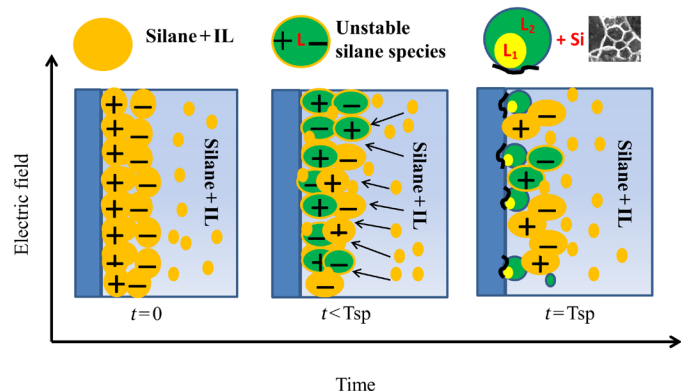 Silane + IL
+ L −
Unstable
silane species
L₂
L₁
+ Si
Electric field
+ − + − + − + − + − + − + − + −
Silane + IL
t = 0
+ − − + + − − + + − − + + − −
Silane + IL
t < Tsp
− + − + − + − +
Silane + IL
t = Tsp
Time